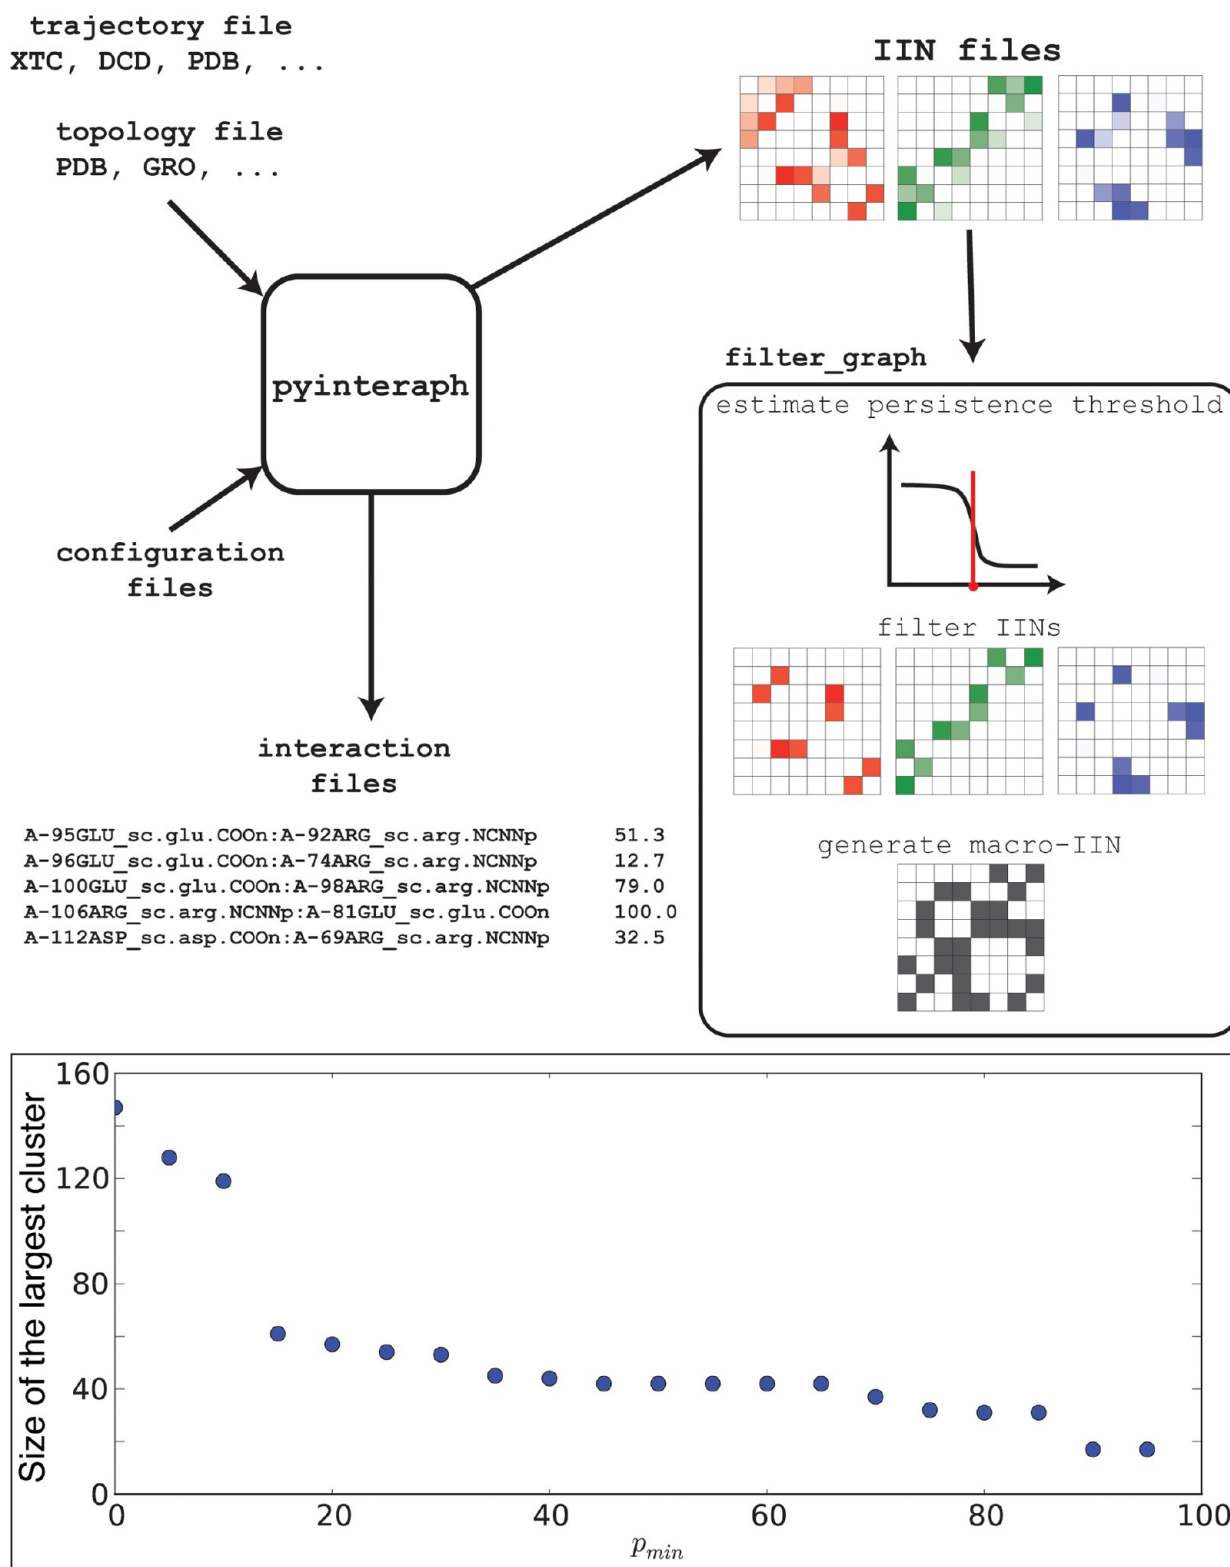 trajectory file
XTC, DCD, PDB, ...
topology file
PDB, GRO, ...
pyinteraph
configuration
files
interaction
files
A-95GLU_sc.glu.COOn:A-92ARG_sc.arg.NCNNp 51.3
A-96GLU_sc.glu.COOn:A-74ARG_sc.arg.NCNNp 12.7
A-100GLU_sc.glu.COOn:A-98ARG_sc.arg.NCNNp 79.0
A-106ARG_sc.arg.NCNNp:A-81GLU_sc.glu.COOn 100.0
A-112ASP_sc.asp.COOn:A-69ARG_sc.arg.NCNNp 32.5
IIN files
filter_graph
estimate persistence threshold
filter IINs
generate macro-IIN
Size of the largest cluster
160
120
80
40
0
0 20 40 60 80 100
p_min